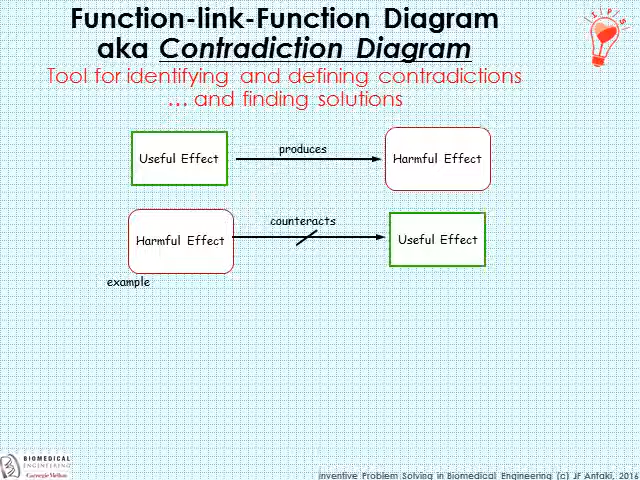 Function-link-Function Diagram
aka Contradiction Diagram
Tool for identifying and defining contradictions
… and finding solutions
I P S
Useful Effect
produces
Harmful Effect
Harmful Effect
counteracts
Useful Effect
example
BIOMEDICAL
ENGINEERING
Carnegie Mellon
Inventive Problem Solving in Biomedical Engineering (c) JF Antaki, 2016